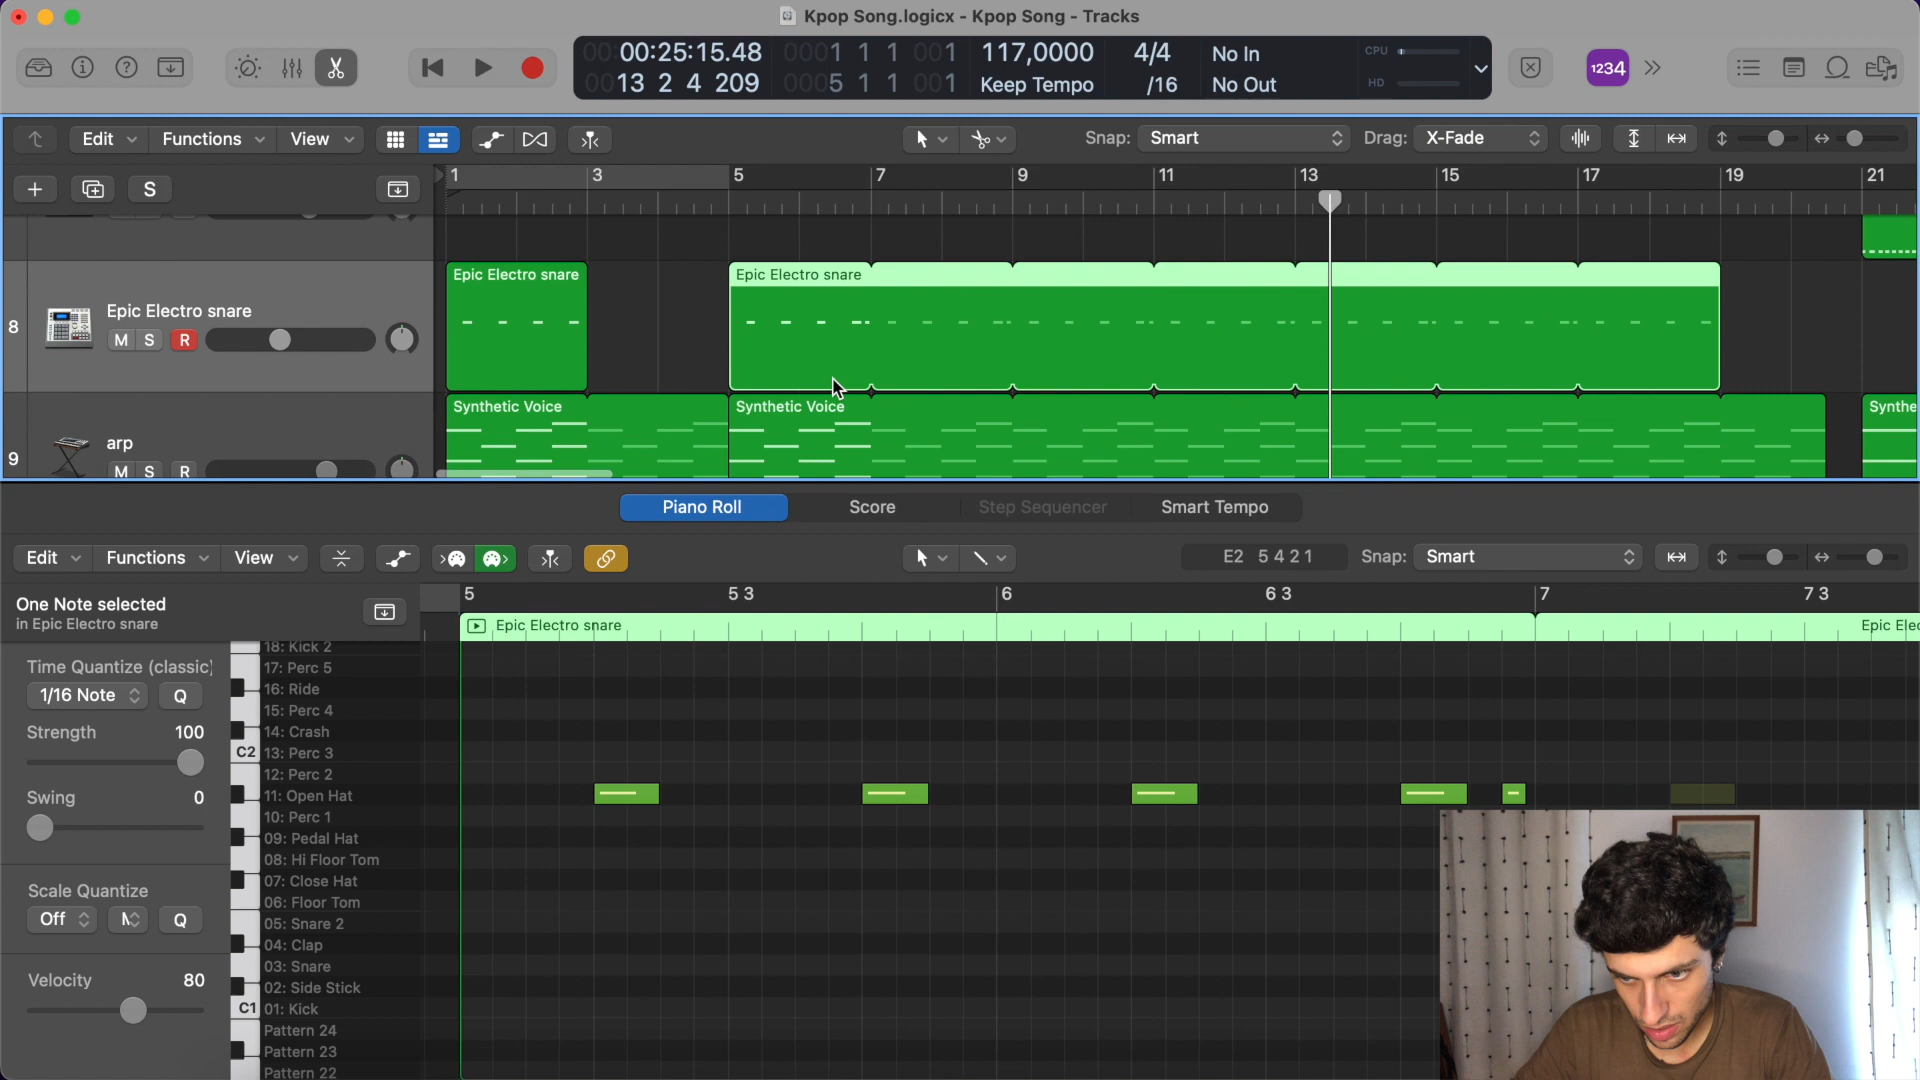 Kpop Song.logicx - Kpop Song - Tracks
00:25:15.48 0001 1 1 001 117,0000 4/4 No In CPU
0013 2 4 209 0005 1 1 001 Keep Tempo /16 No Out HD
1234
Edit Functions View Snap: Smart Drag: X-Fade
S
1 3 5 7 9 11 13 15 17 19 21
8 Epic Electro snare
M S R
Epic Electro snare Epic Electro snare
9 arp
M S R
Synthetic Voice Synthetic Voice Synthe
Piano Roll Score Step Sequencer Smart Tempo
Edit Functions View E2 5 4 2 1 Snap: Smart
5 5 3 6 6 3 7 7 3
One Note selected
in Epic Electro snare
Epic Electro snare Epic Elec
Time Quantize (classic)
1/16 Note Q
Strength 100
Swing 0
Scale Quantize
Off Q
Velocity 80
18: Kick 2
17: Perc 5
16: Ride
15: Perc 4
14: Crash
C2 13: Perc 3
12: Perc 2
11: Open Hat
10: Perc 1
09: Pedal Hat
08: Hi Floor Tom
07: Close Hat
06: Floor Tom
05: Snare 2
04: Clap
03: Snare
02: Side Stick
C1 01: Kick
Pattern 24
Pattern 23
Pattern 22